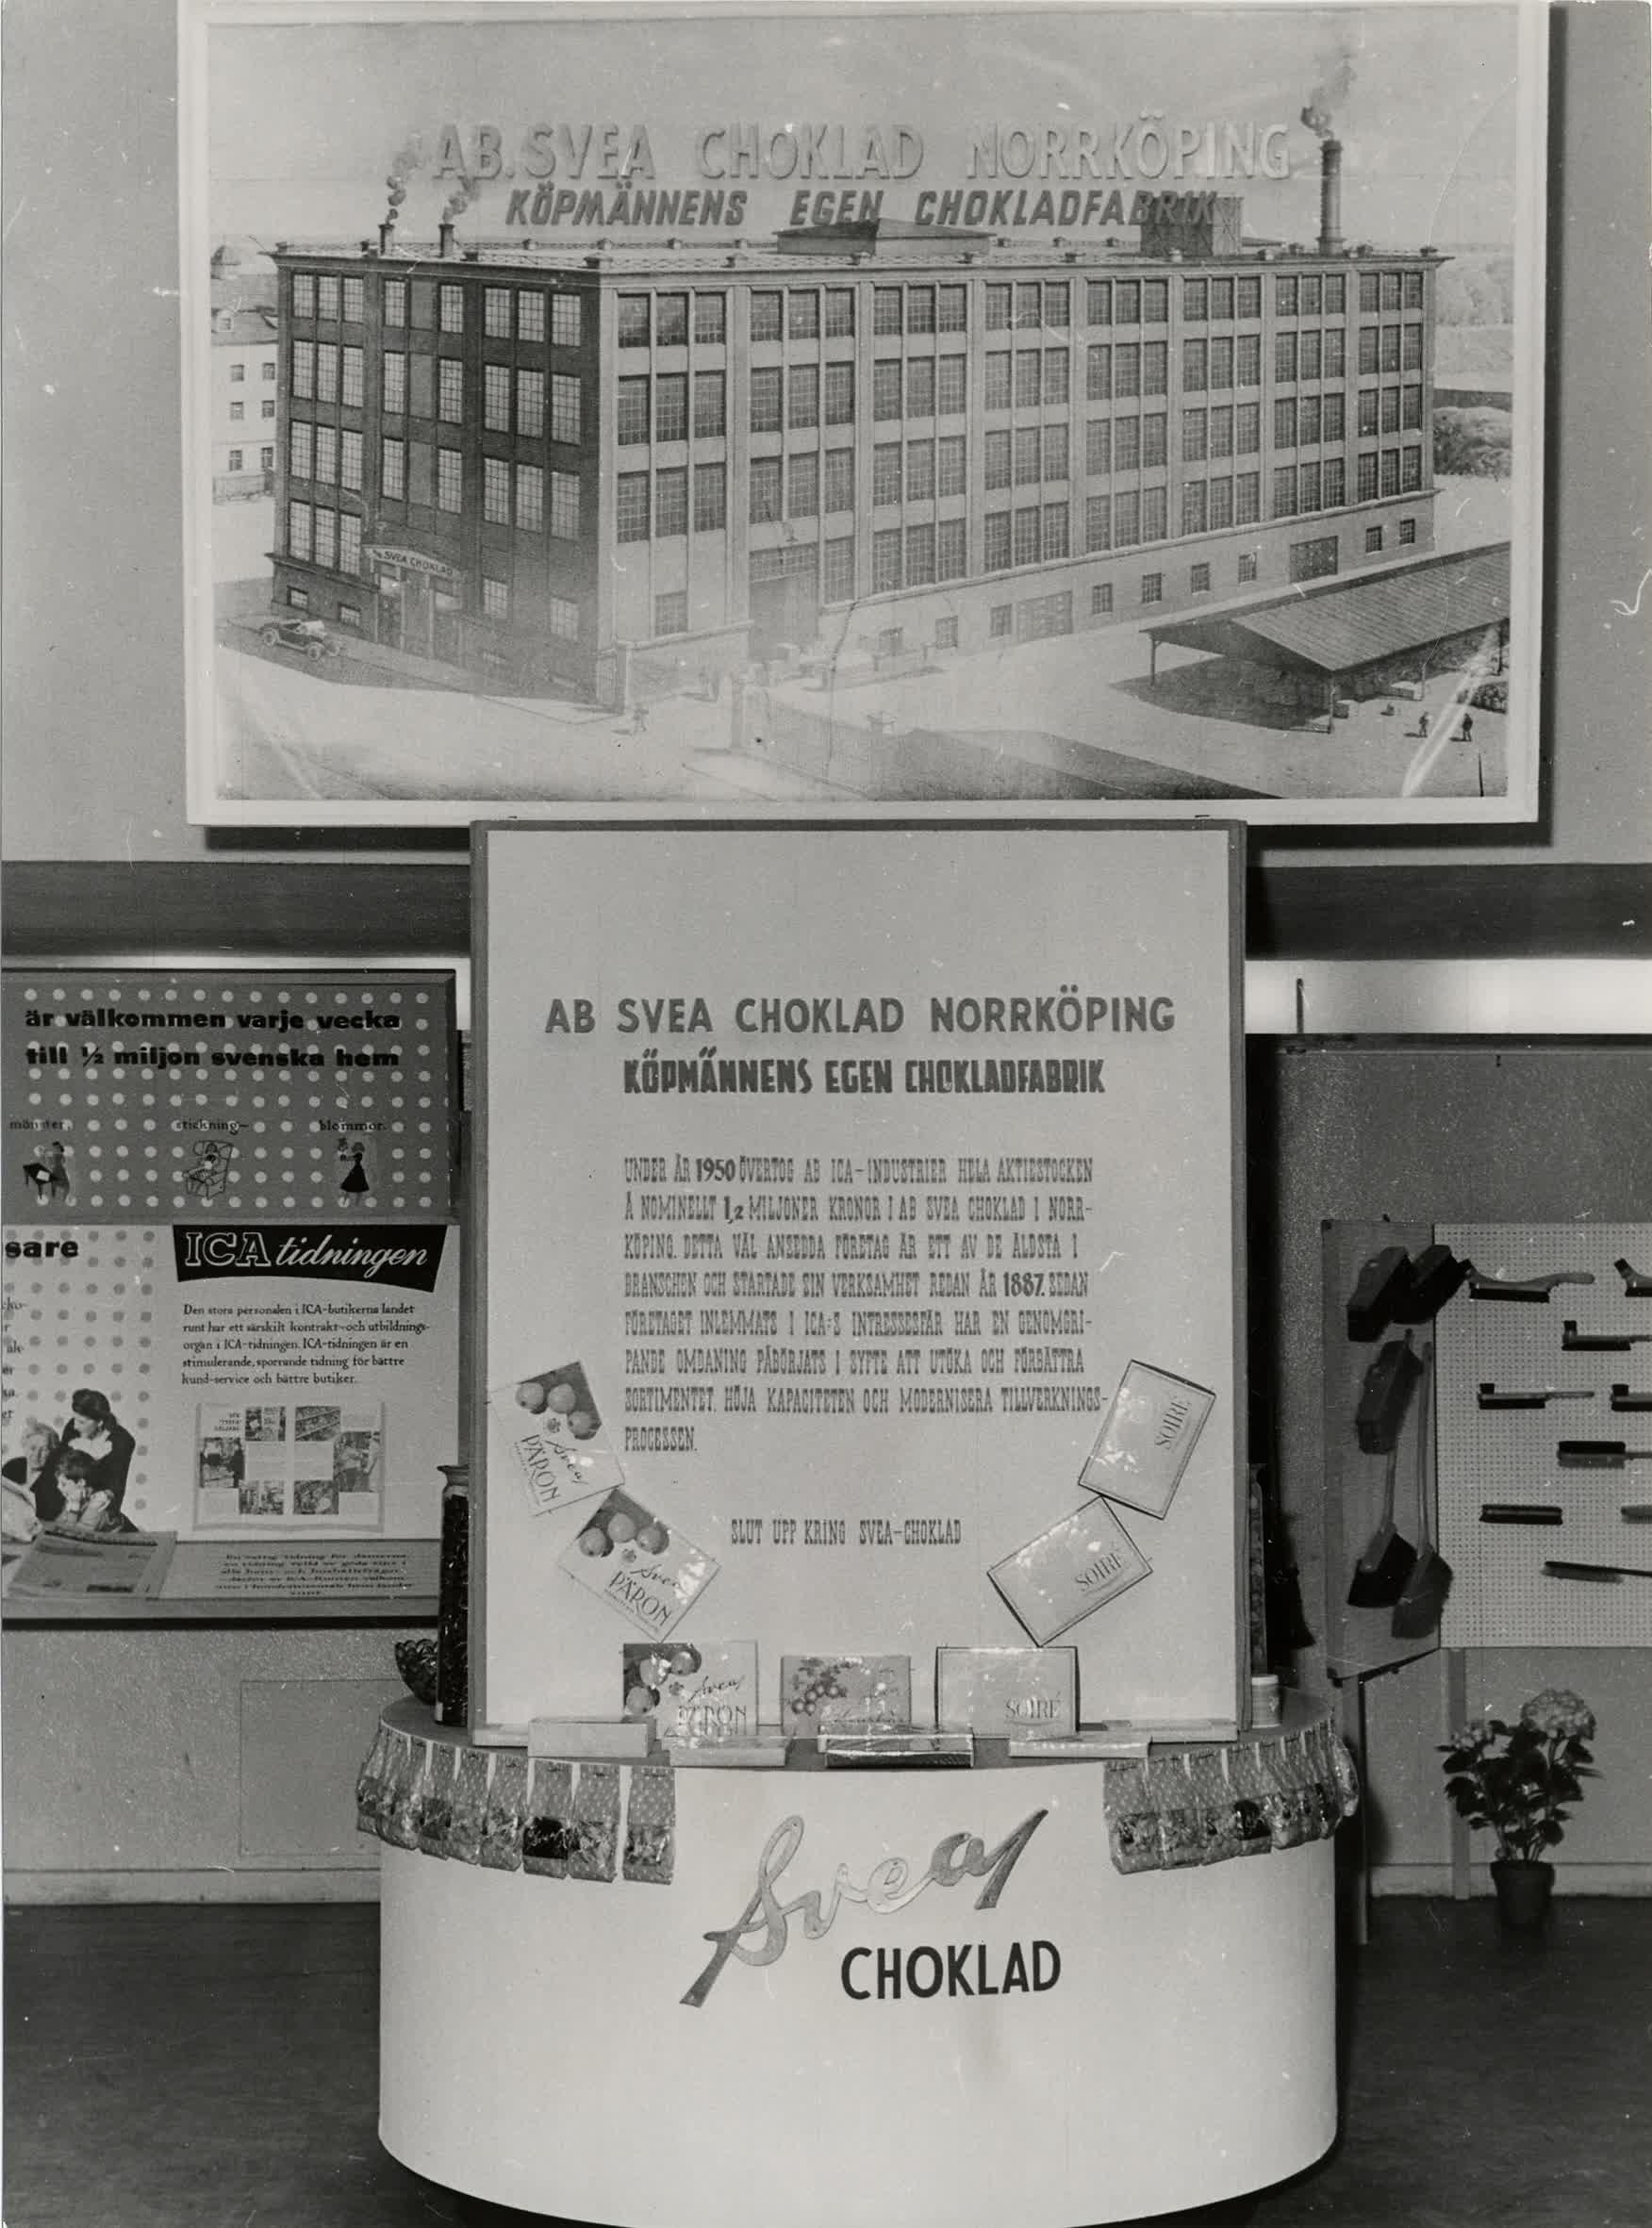 AB. SVEA CHOKLAD NORRKÖPING
KÖPMÄNNENS EGEN CHOKLADFABRIK
SVEA CHOKLAD
AB SVEA CHOKLAD NORRKÖPING
KÖPMÄNNENS EGEN CHOKLADFABRIK
UNDER ÅR 1950 ÖVERTOG AB ICA-INDUSTRIER HELA AKTIESTOCKEN
Å NOMINELLT 1,2 MILJONER KRONOR I AB SVEA CHOKLAD I NORR-
KÖPING. DETTA VÄL ANSEDDA FÖRETAG ÄR ETT AV DE ÄLDSTA I
BRANSCHEN OCH STARTADE SIN VERKSAMHET REDAN ÅR 1887. SEDAN
FÖRETAGET INLEMMATS I ICA:S INTRESSESFÄR HAR EN GENOMGRI-
PANDE OMDANING PÅBÖRJATS I SYFTE ATT UTÖKA OCH FÖRBÄTTRA
SORTIMENTET, HÖJA KAPACITETEN OCH MODERNISERA TILLVERKNINGS-
PROCESSEN.
SLUT UPP KRING SVEA-CHOKLAD
är välkommen varje vecka
till ½ miljon svenska hem
mönster,
stickning-
blommor.
sare
ICA tidningen
Den stora personalen i ICA-butikerna landet
runt har ett särskilt kontrakt- och utbildnings-
organ i ICA-tidningen. ICA-tidningen är en
stimulerande, sporrande tidning för bättre
kund-service och bättre butiker.
Svea
PÄRON
Svea
PÄRON
Svea
PÄRON
SOIRÉ
SOIRÉ
SOIRÉ
Svea
CHOKLAD